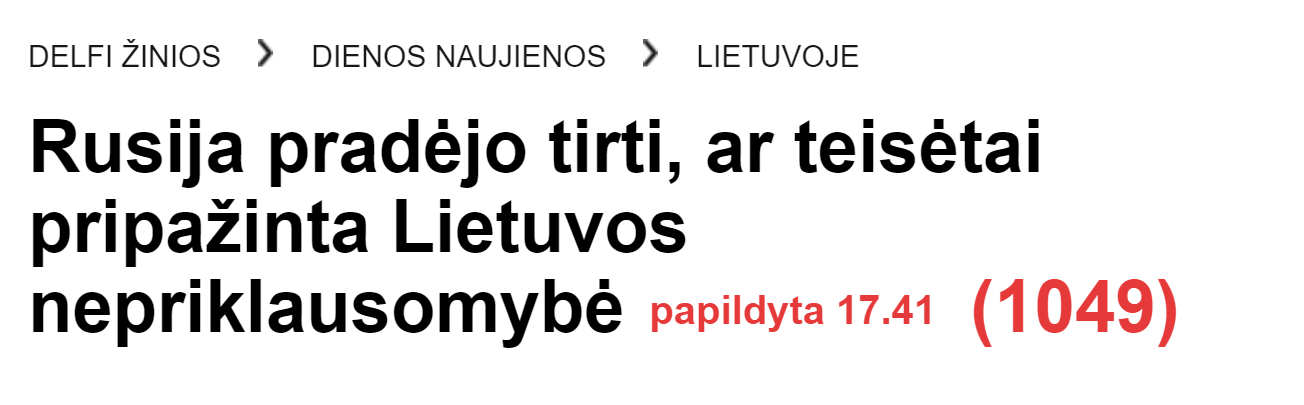 DELFI ŽINIOS > DIENOS NAUJIENOS > LIETUVOJE
Rusija pradėjo tirti, ar teisėtai
pripažinta Lietuvos
nepriklausomybė papildyta 17.41 (1049)